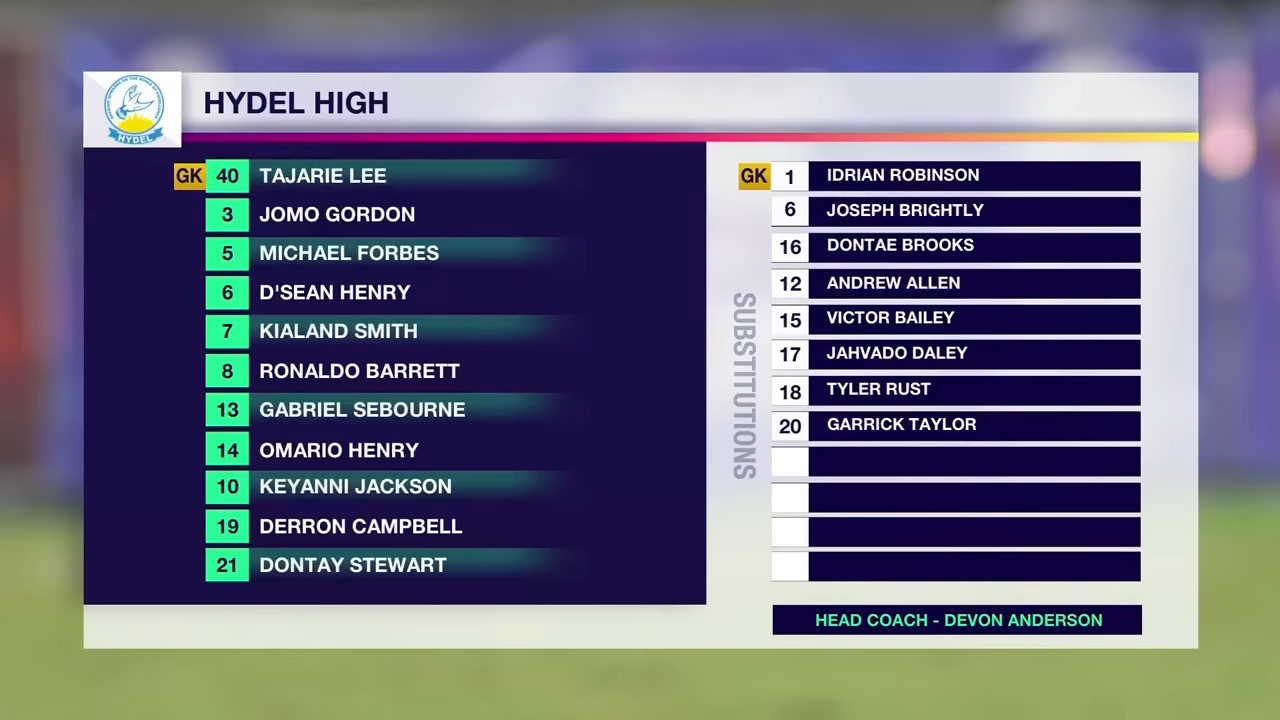 HYDEL HIGH
HYDEL
GK 40 TAJARIE LEE
3 JOMO GORDON
5 MICHAEL FORBES
6 D'SEAN HENRY
7 KIALAND SMITH
8 RONALDO BARRETT
13 GABRIEL SEBOURNE
14 OMARIO HENRY
10 KEYANNI JACKSON
19 DERRON CAMPBELL
21 DONTAY STEWART
SUBSTITUTIONS
GK 1 IDRIAN ROBINSON
6 JOSEPH BRIGHTLY
16 DONTAE BROOKS
12 ANDREW ALLEN
15 VICTOR BAILEY
17 JAHVADO DALEY
18 TYLER RUST
20 GARRICK TAYLOR
HEAD COACH - DEVON ANDERSON